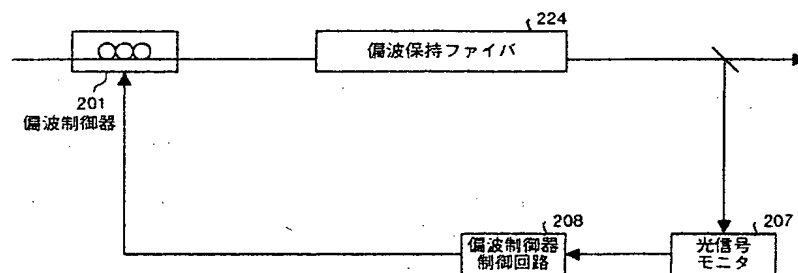 224
偏波保持ファイバ
201
偏波制御器
208
偏波制御器
制御回路
207
光信号
モニタ